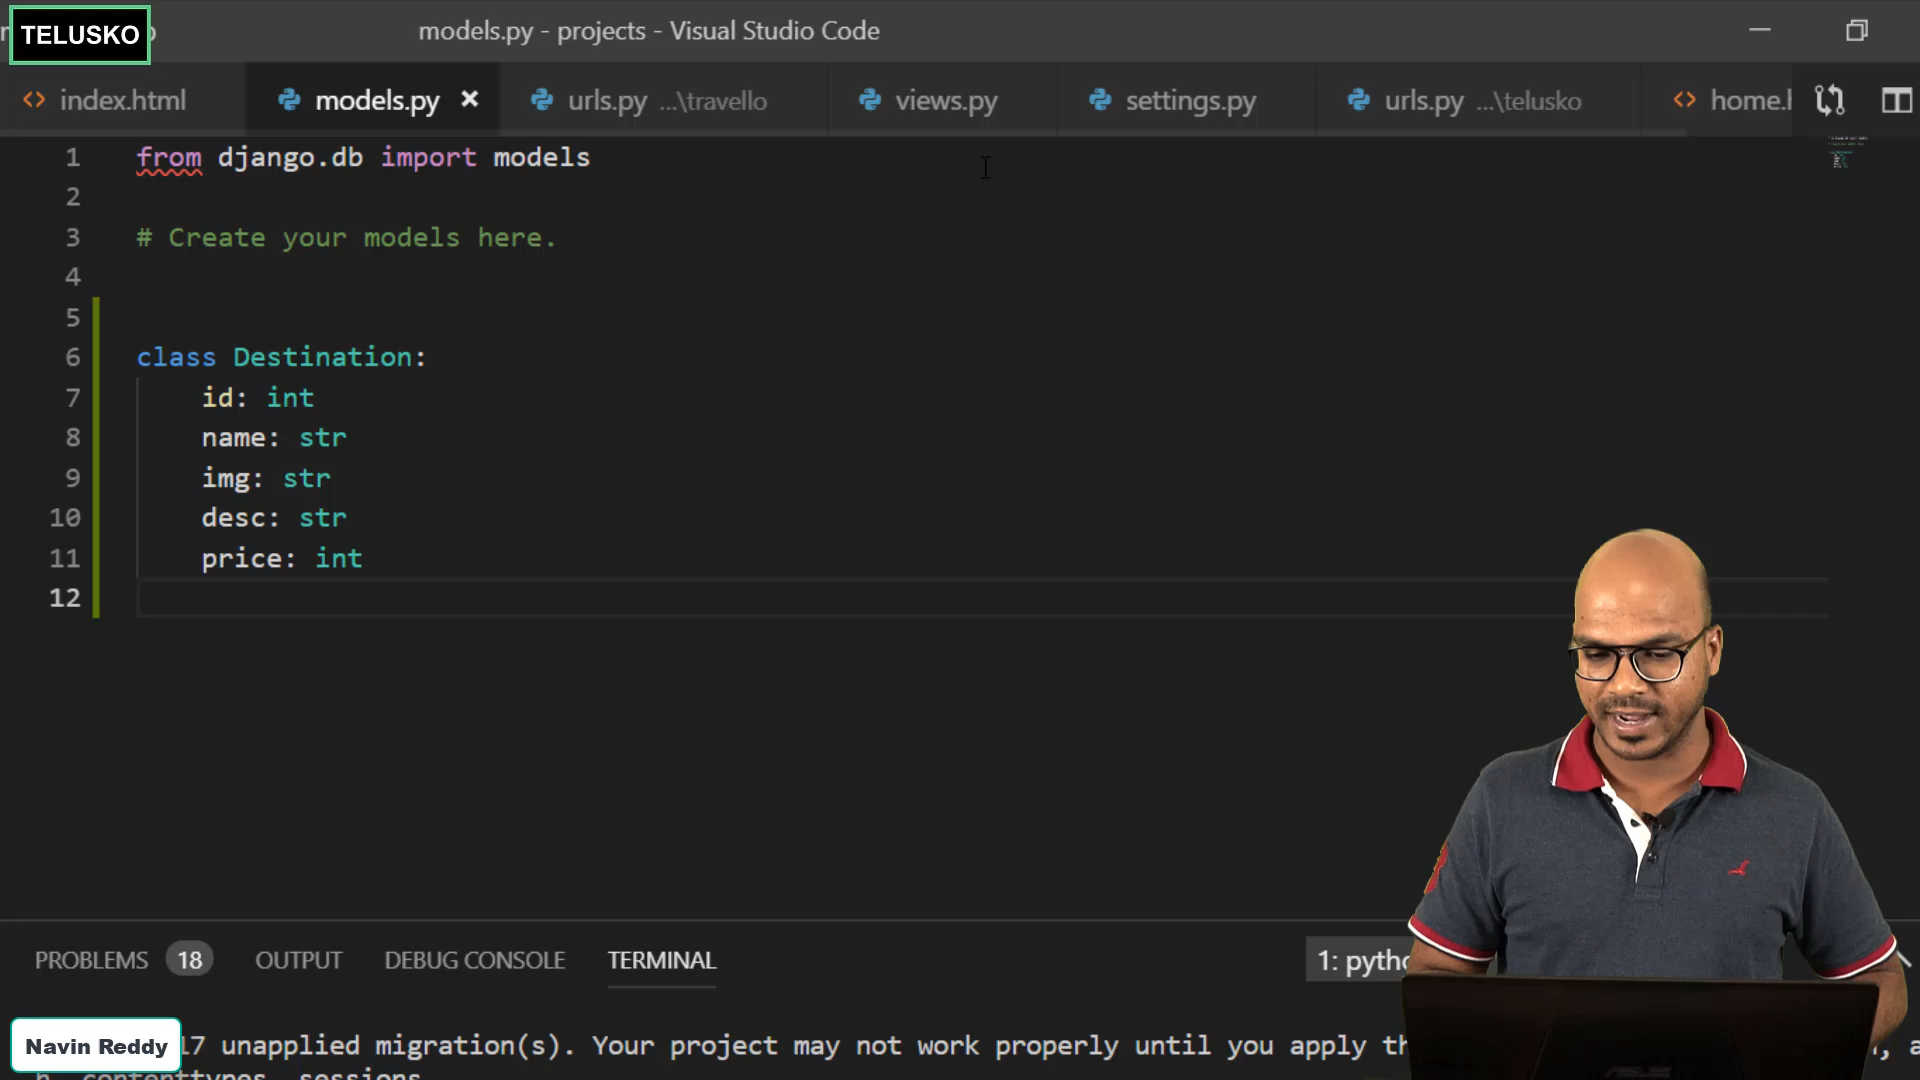 TELUSKO
models.py - projects - Visual Studio Code
index.html models.py urls.py ...\travello views.py settings.py urls.py ...\telusko home.
1 from django.db import models
2
3 # Create your models here.
4
5
6 class Destination:
7 id: int
8 name: str
9 img: str
10 desc: str
11 price: int
12
PROBLEMS 18 OUTPUT DEBUG CONSOLE TERMINAL 1: pytho
Navin Reddy 17 unapplied migration(s). Your project may not work properly until you apply
contenttypes, sessions